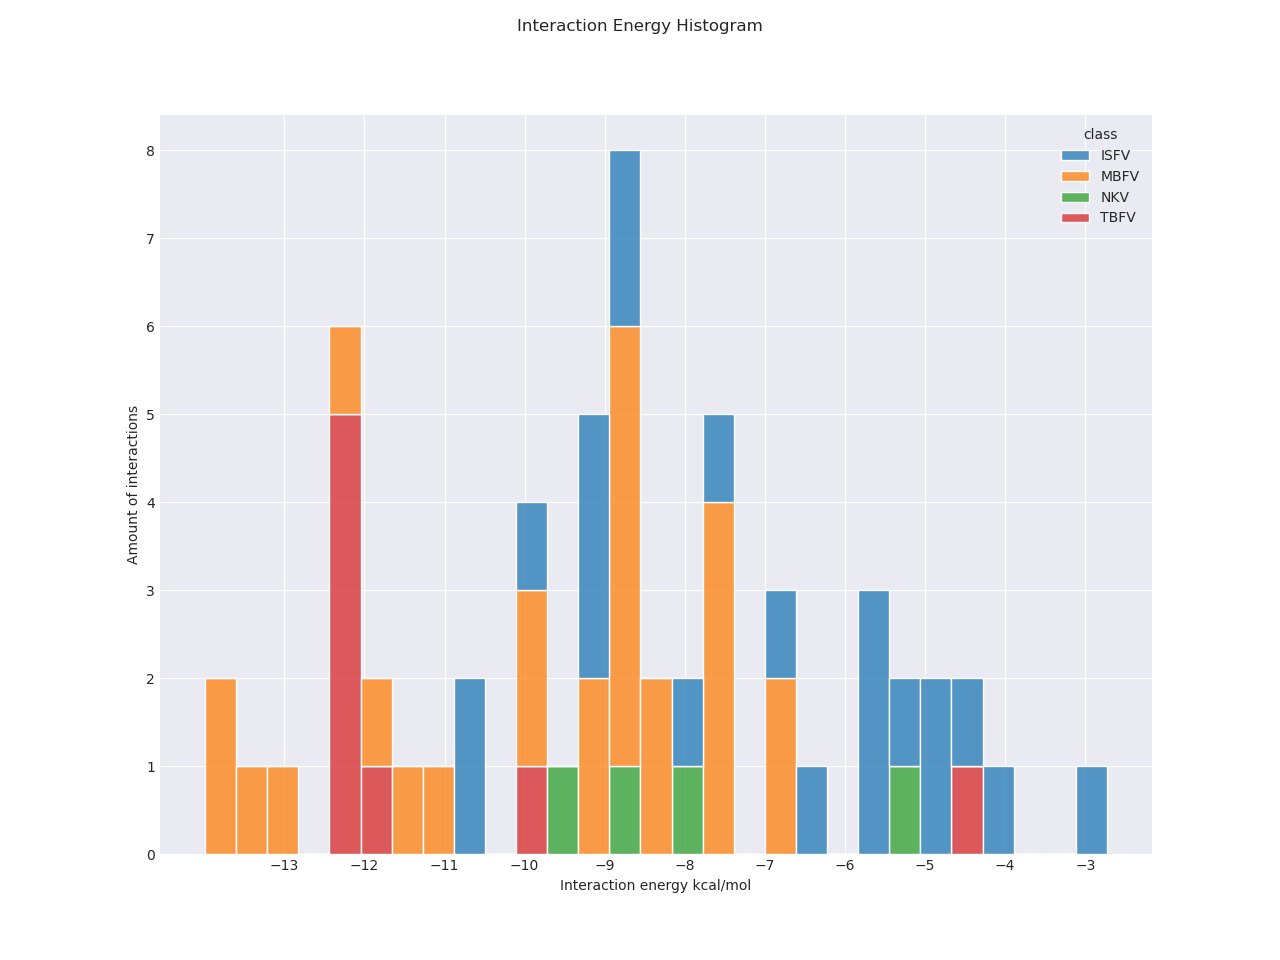 Interaction Energy Histogram
class
ISFV
MBFV
NKV
TBFV
8
7
6
5
4
3
2
1
0
Amount of interactions
−13 −12 −11 −10 −9 −8 −7 −6 −5 −4 −3
Interaction energy kcal/mol